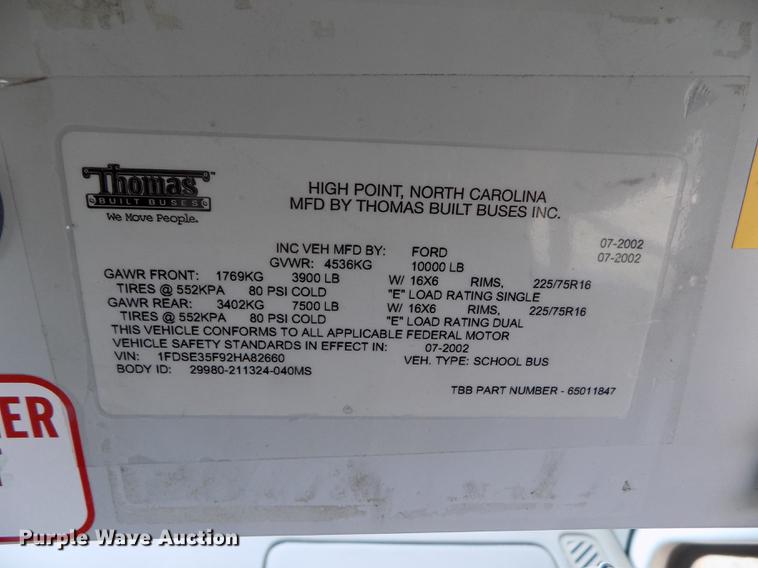 Thomas™
BUILT BUSES
We Move People.
HIGH POINT, NORTH CAROLINA
MFD BY THOMAS BUILT BUSES INC.
INC VEH MFD BY: FORD 07-2002
GVWR: 4536KG 10000 LB 07-2002
GAWR FRONT: 1769KG 3900 LB W/ 16X6 RIMS, 225/75R16
TIRES @ 552KPA 80 PSI COLD "E" LOAD RATING SINGLE
GAWR REAR: 3402KG 7500 LB W/ 16X6 RIMS, 225/75R16
TIRES @ 552KPA 80 PSI COLD "E" LOAD RATING DUAL
THIS VEHICLE CONFORMS TO ALL APPLICABLE FEDERAL MOTOR
VEHICLE SAFETY STANDARDS IN EFFECT IN: 07-2002
VIN: 1FDSE35F92HA82660 VEH. TYPE: SCHOOL BUS
BODY ID: 29980-211324-040MS
TBB PART NUMBER - 65011847
ER
Purple Wave Auction